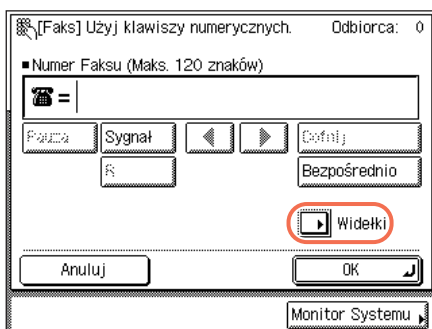 [Faks] Użyj klawiszy numerycznych. Odbiorca: 0
Numer Faksu (Maks. 120 znaków)
=
Pauza Sygnał Cofnij
R Bezpośrednio
Widełki
Anuluj OK
Monitor Systemu